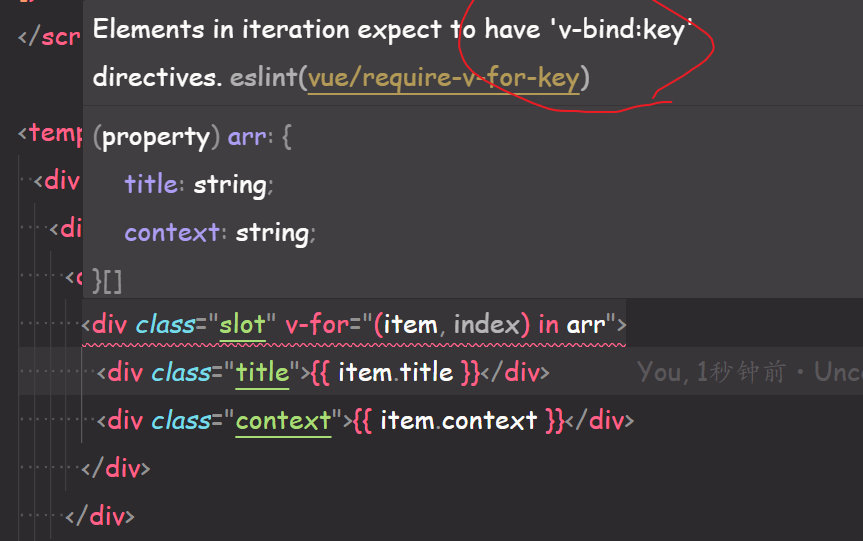 </scr
Elements in iteration expect to have 'v-bind:key'
directives. eslint(vue/require-v-for-key)
<temp
(property) arr: {
<div
title: string;
<di
context: string;
}[]
<div class="slot" v-for="(item, index) in arr">
<div class="title">{{ item.title }}</div>
You, 1秒钟前 • Unco
<div class="context">{{ item.context }}</div>
</div>
</div>